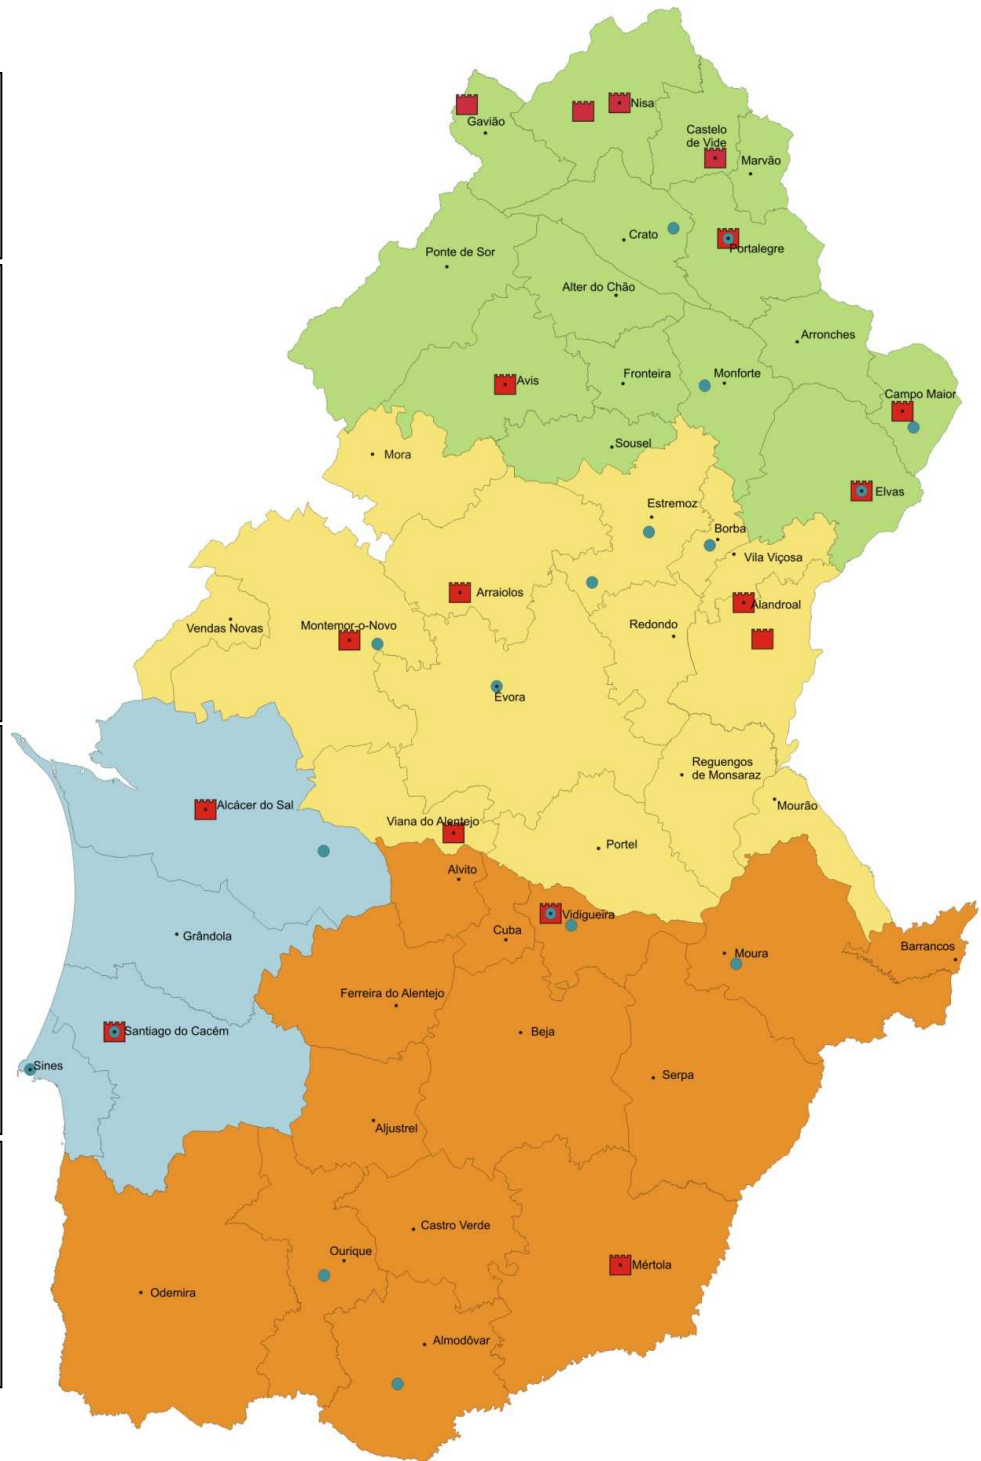 Nisa
Gavião
Castelo
de Vide
Marvão
Crato
Portalegre
Ponte de Sor
Alter do Chão
Arronches
Avis
Fronteira
Monforte
Campo Maior
Sousel
Mora
Elvas
Estremoz
Borba
Vila Viçosa
Arraiolos
Alandroal
Vendas Novas
Montemor-o-Novo
Redondo
Évora
Reguengos
de Monsaraz
Mourão
Alcácer do Sal
Viana do Alentejo
Portel
Alvito
Vidigueira
Cuba
Grândola
Moura
Barrancos
Ferreira do Alentejo
Santiago do Cacém
Beja
Sines
Serpa
Aljustrel
Castro Verde
Ourique
Mértola
Odemira
Almodôvar